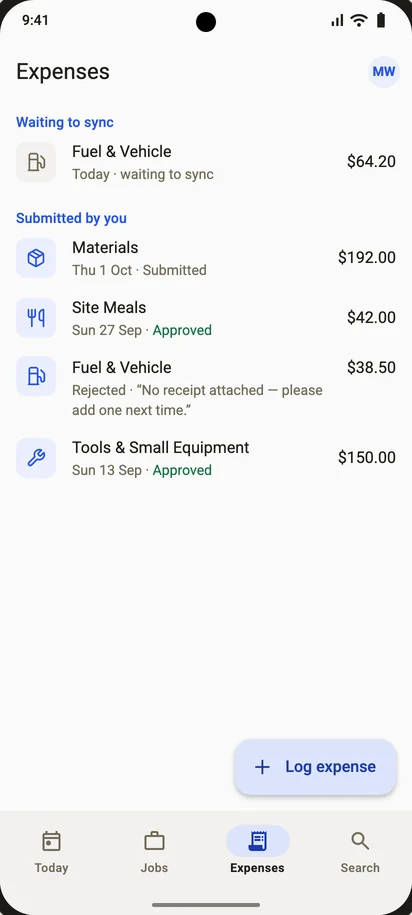 9:41
Expenses
MW
Waiting to sync
Fuel & Vehicle
Today · waiting to sync
$64.20
Submitted by you
Materials
Thu 1 Oct · Submitted
$192.00
Site Meals
Sun 27 Sep · Approved
$42.00
Fuel & Vehicle
Rejected · “No receipt attached — please
add one next time.”
$38.50
Tools & Small Equipment
Sun 13 Sep · Approved
$150.00
Log expense
Today
Jobs
Expenses
Search